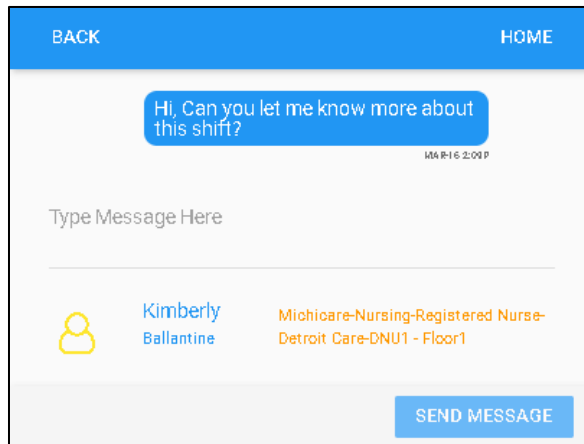 BACK
HOME
Hi, Can you let me know more about
this shift?
MAR-16 2:09P
Type Message Here
Kimberly
Ballantine
Michicare-Nursing-Registered Nurse-
Detroit Care-DNU1 - Floor1
SEND MESSAGE